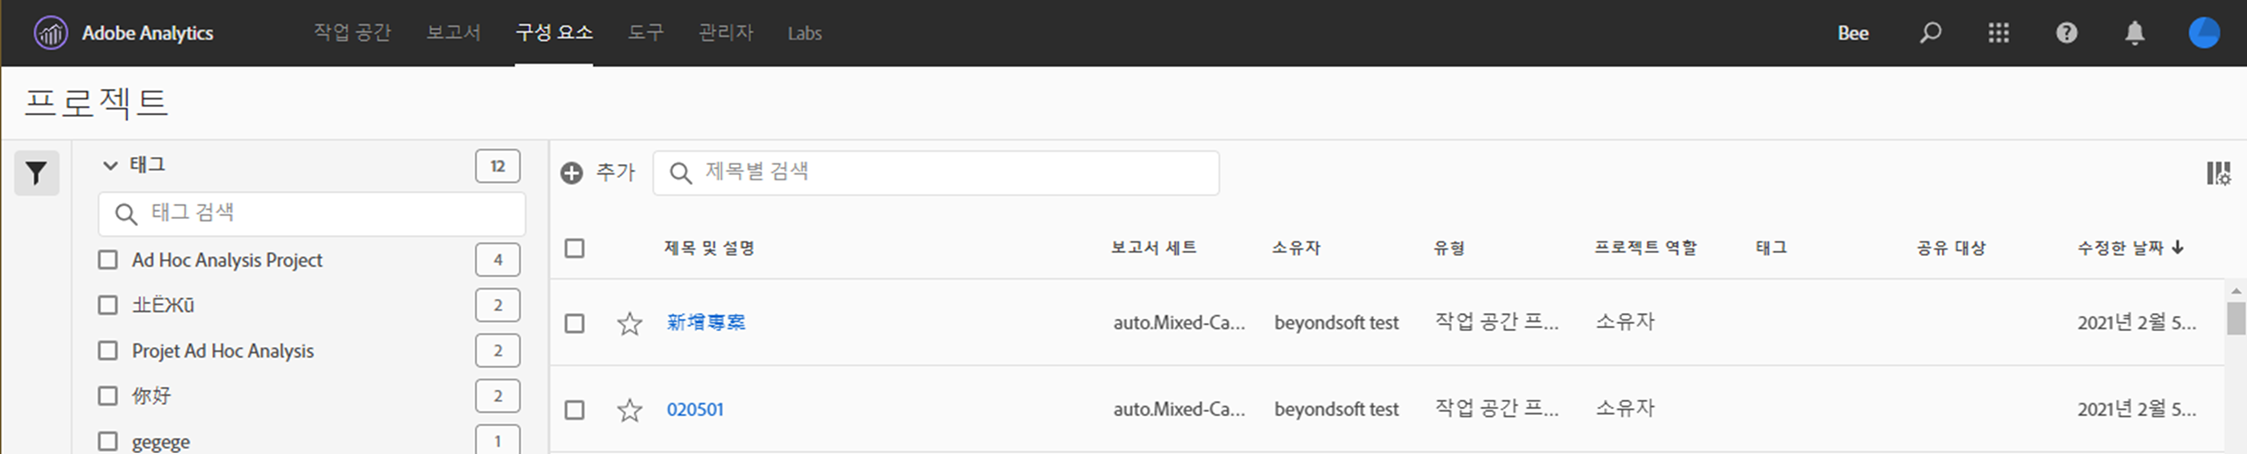 Adobe Analytics 작업 공간 보고서 구성 요소 도구 관리자 Labs Bee
프로젝트
태그 12
태그 검색
Ad Hoc Analysis Project 4
北ЁЖū 2
Projet Ad Hoc Analysis 2
你好 2
gegege 1
추가 제목별 검색
제목 및 설명 보고서 세트 소유자 유형 프로젝트 역할 태그 공유 대상 수정한 날짜
新增專案 auto.Mixed-Ca... beyondsoft test 작업 공간 프... 소유자 2021년 2월 5...
020501 auto.Mixed-Ca... beyondsoft test 작업 공간 프... 소유자 2021년 2월 5...